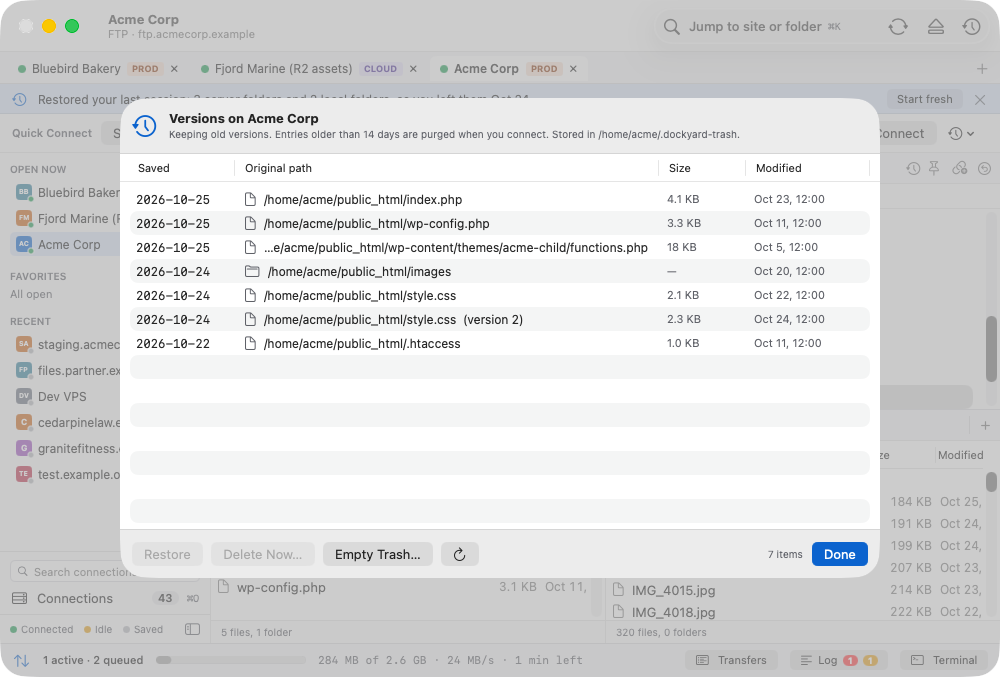 Acme Corp
FTP · ftp.acmecorp.example
Jump to site or folder ⌘K
Bluebird Bakery PROD ×
Fjord Marine (R2 assets) CLOUD ×
Acme Corp PROD ×
Start fresh
Quick Connect
Versions on Acme Corp
Keeping old versions. Entries older than 14 days are purged when you connect. Stored in /home/acme/.dockyard-trash.
Saved Original path Size Modified
2026-10-25 /home/acme/public_html/index.php 4.1 KB Oct 23, 12:00
2026-10-25 /home/acme/public_html/wp-config.php 3.3 KB Oct 11, 12:00
2026-10-25 …e/acme/public_html/wp-content/themes/acme-child/functions.php 18 KB Oct 5, 12:00
2026-10-24 /home/acme/public_html/images — Oct 20, 12:00
2026-10-24 /home/acme/public_html/style.css 2.1 KB Oct 22, 12:00
2026-10-24 /home/acme/public_html/style.css (version 2) 2.3 KB Oct 24, 12:00
2026-10-22 /home/acme/public_html/.htaccess 1.0 KB Oct 11, 12:00
Restore Delete Now… Empty Trash… 7 items Done
OPEN NOW
BB Bluebird Baker
FM Fjord Marine (F
AC Acme Corp
FAVORITES
All open
RECENT
SA staging.acmec
FP files.partner.ex
DV Dev VPS
C cedarpinelaw.e
G granitefitness.
TE test.example.o
Search connectio
Connections 43 ⌘0
Connected Idle Saved
wp-config.php 3.1 KB Oct 11,
5 files, 1 folder
Modified
184 KB Oct 25,
191 KB Oct 24,
199 KB Oct 24,
207 KB Oct 23,
IMG_4015.jpg 214 KB Oct 23,
IMG_4018.jpg 222 KB Oct 22,
320 files, 0 folders
1 active · 2 queued 284 MB of 2.6 GB · 24 MB/s · 1 min left
Transfers Log 1 1 Terminal